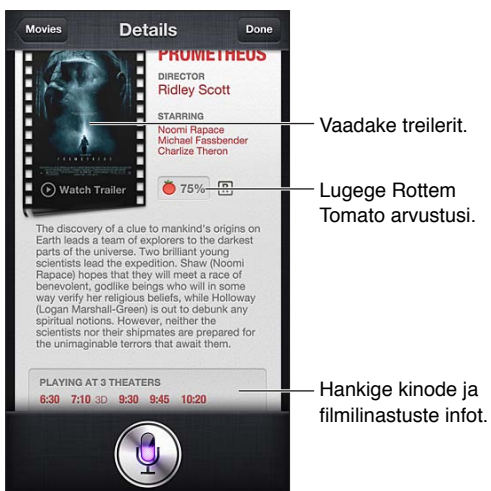 Movies
Details
Done
PROMETHEUS
DIRECTOR
Ridley Scott
STARRING
Noomi Rapace
Michael Fassbender
Charlize Theron
PROMETHEUS
Watch Trailer
75%
R
The discovery of a clue to mankind's origins on
Earth leads a team of explorers to the darkest
parts of the universe. Two brilliant young
scientists lead the expedition. Shaw (Noomi
Rapace) hopes that they will meet a race of
benevolent, godlike beings who will in some
way verify her religious beliefs, while Holloway
(Logan Marshall-Green) is out to debunk any
spiritual notions. However, neither the
scientists nor their shipmates are prepared for
the unimaginable terrors that await them.
PLAYING AT 3 THEATERS
6:30 7:10 3D 9:30 9:45 10:20
Vaadake treilerit.
Lugege Rottem
Tomato arvustusi.
Hankige kinode ja
filmilinastuste infot.